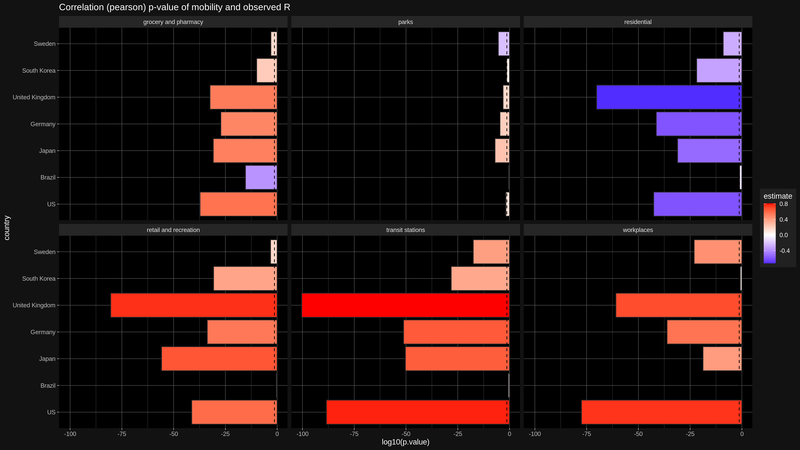 Correlation (pearson) p-value of mobility and observed R
grocery and pharmacy
parks
residential
Sweden
South Korea
United Kingdom
Germany
Japan
Brazil
US
country
estimate
0.8
0.4
0.0
-0.4
retail and recreation
transit stations
workplaces
Sweden
South Korea
United Kingdom
Germany
Japan
Brazil
US
-100 -75 -50 -25 0
-100 -75 -50 -25 0
-100 -75 -50 -25 0
log10(p.value)